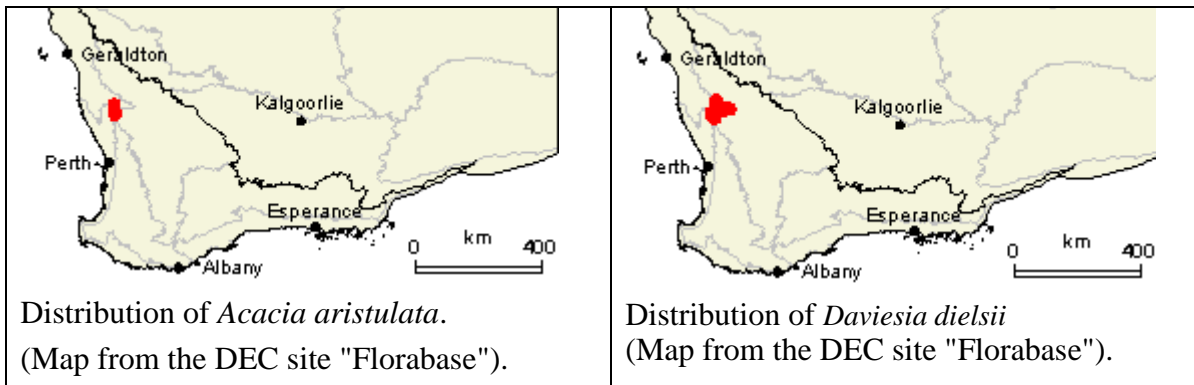 Geraldton
Kalgoorlie
Perth
Esperance
Albany
km
0 400
Distribution of Acacia aristulata.
(Map from the DEC site "Florabase").
Geraldton
Kalgoorlie
Perth
Esperance
Albany
km
0 400
Distribution of Daviesia dielsii
(Map from the DEC site "Florabase").